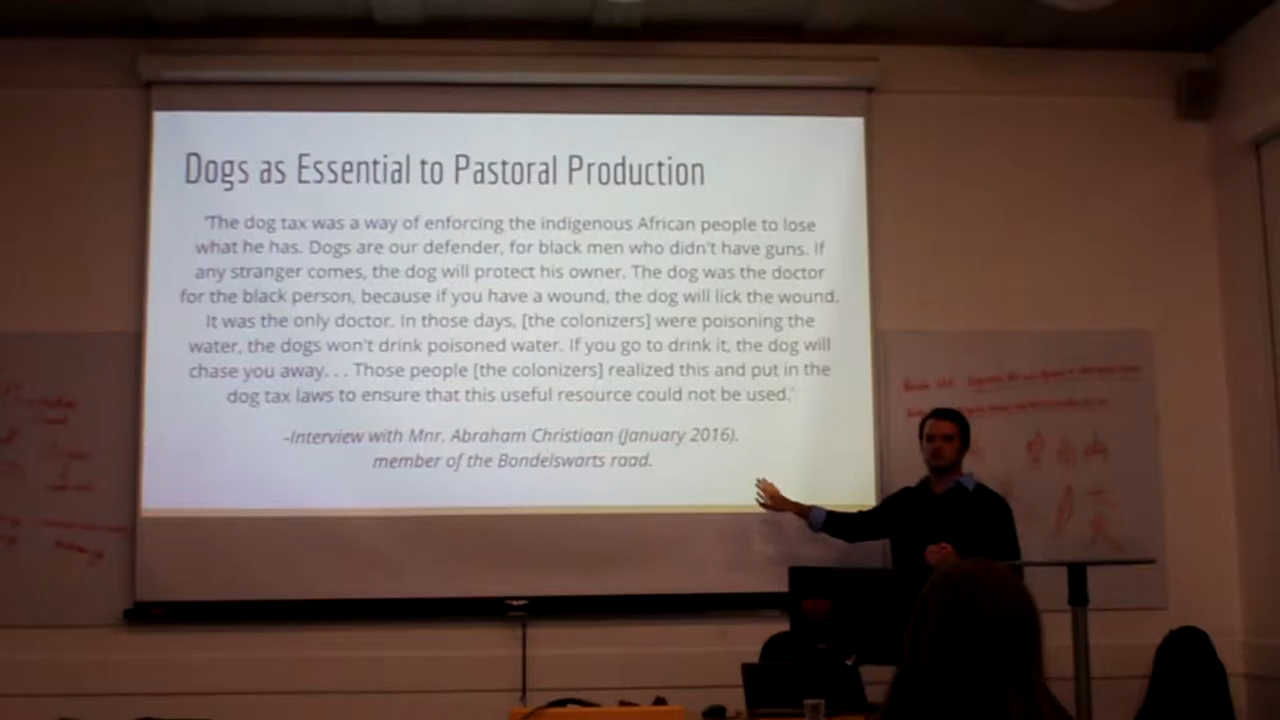 Dogs as Essential to Pastoral Production
'The dog tax was a way of enforcing the indigenous African people to lose
what he has. Dogs are our defender, for black men who didn't have guns. If
any stranger comes, the dog will protect his owner. The dog was the doctor
for the black person, because if you have a wound, the dog will lick the wound.
It was the only doctor. In those days, [the colonizers] were poisoning the
water, the dogs won't drink poisoned water. If you go to drink it, the dog will
chase you away. . . Those people [the colonizers] realized this and put in the
dog tax laws to ensure that this useful resource could not be used.'
-Interview with Mnr. Abraham Christiaan (January 2016).
member of the Bondelswarts raad.